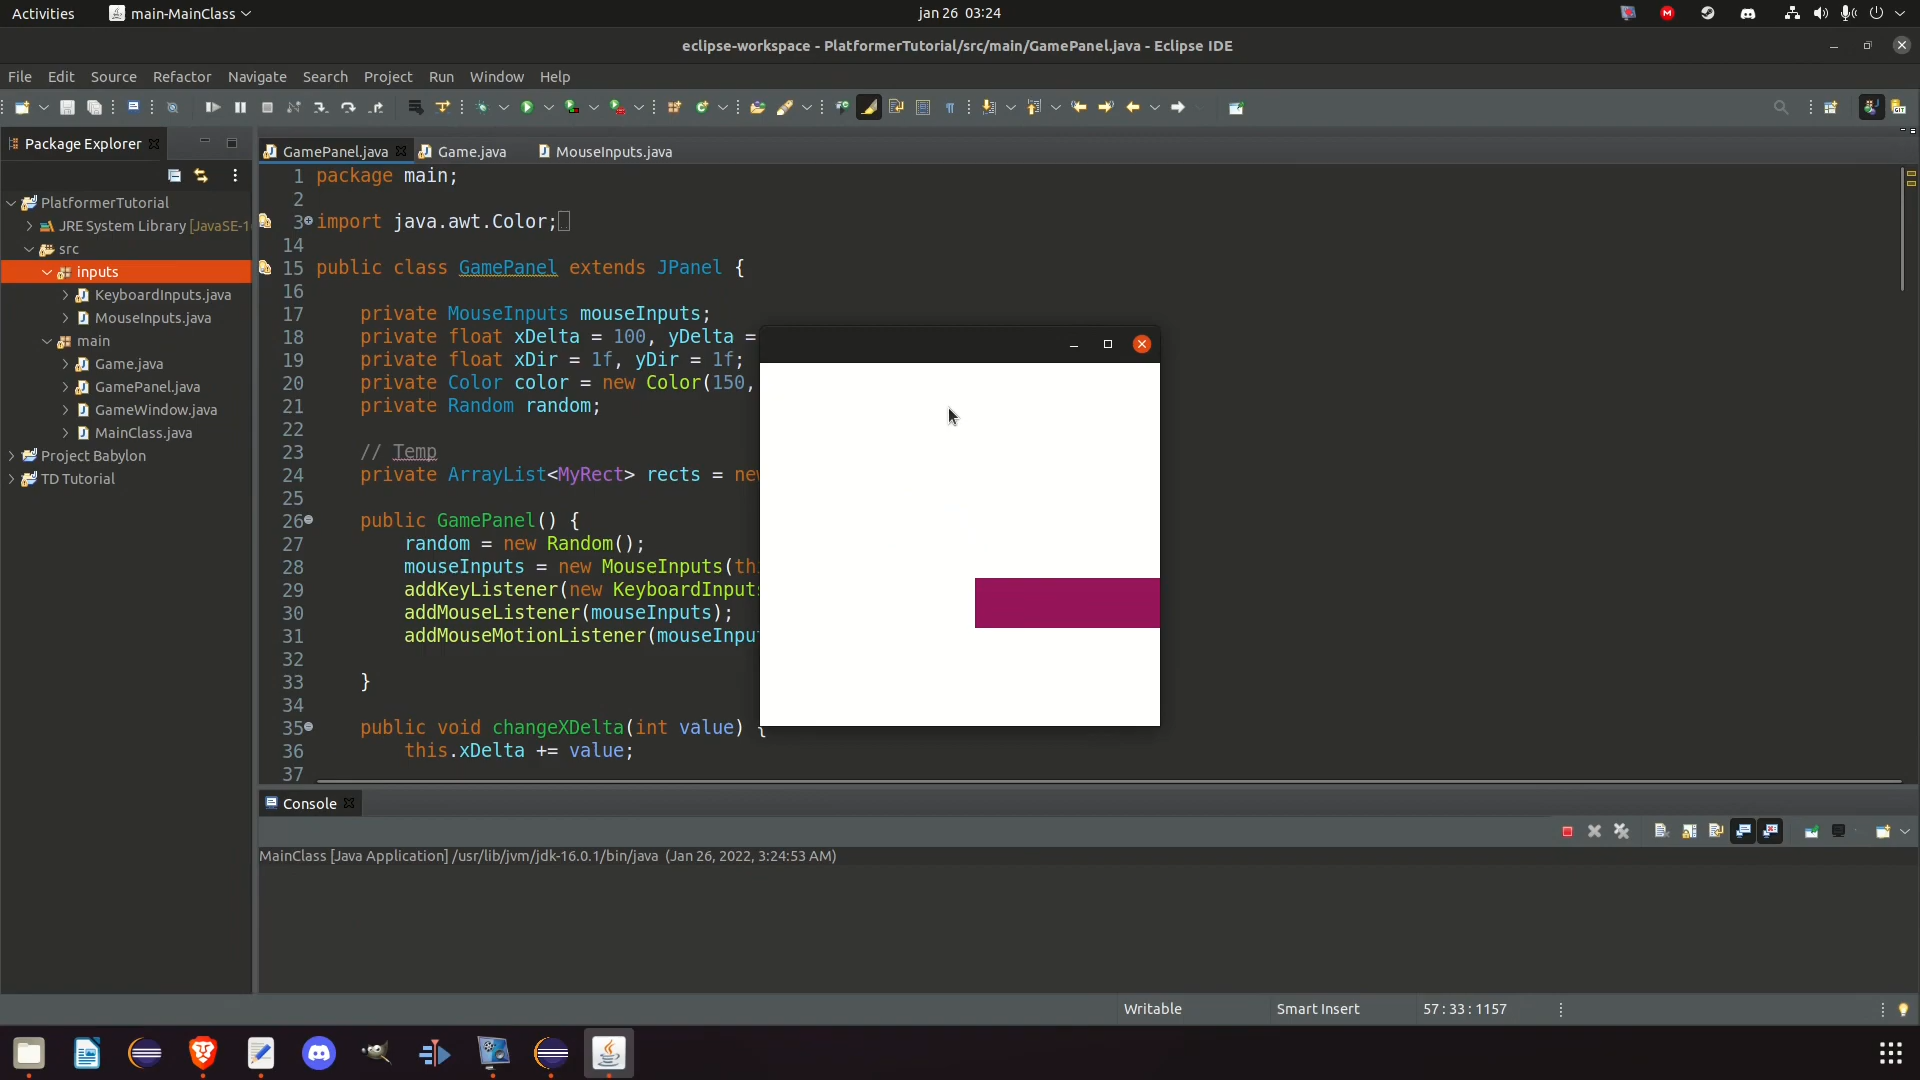 Activities
main-MainClass
jan 26 03:24
eclipse-workspace - PlatformerTutorial/src/main/GamePanel.java - Eclipse IDE
File Edit Source Refactor Navigate Search Project Run Window Help
Package Explorer
PlatformerTutorial
JRE System Library [JavaSE-1
src
inputs
KeyboardInputs.java
MouseInputs.java
main
Game.java
GamePanel.java
GameWindow.java
MainClass.java
Project Babylon
TD Tutorial
GamePanel.java Game.java MouseInputs.java
1 package main;
2
3 import java.awt.Color;
14
15 public class GamePanel extends JPanel {
16
17 private MouseInputs mouseInputs;
18 private float xDelta = 100, yDelta =
19 private float xDir = 1f, yDir = 1f;
20 private Color color = new Color(150,
21 private Random random;
22
23 // Temp
24 private ArrayList<MyRect> rects = new
25
26 public GamePanel() {
27 random = new Random();
28 mouseInputs = new MouseInputs(th
29 addKeyListener(new KeyboardInputs
30 addMouseListener(mouseInputs);
31 addMouseMotionListener(mouseInpu
32
33 }
34
35 public void changeXDelta(int value) {
36 this.xDelta += value;
37
Console
MainClass [Java Application] /usr/lib/jvm/jdk-16.0.1/bin/java (Jan 26, 2022, 3:24:53 AM)
Writable Smart Insert 57 : 33 : 1157